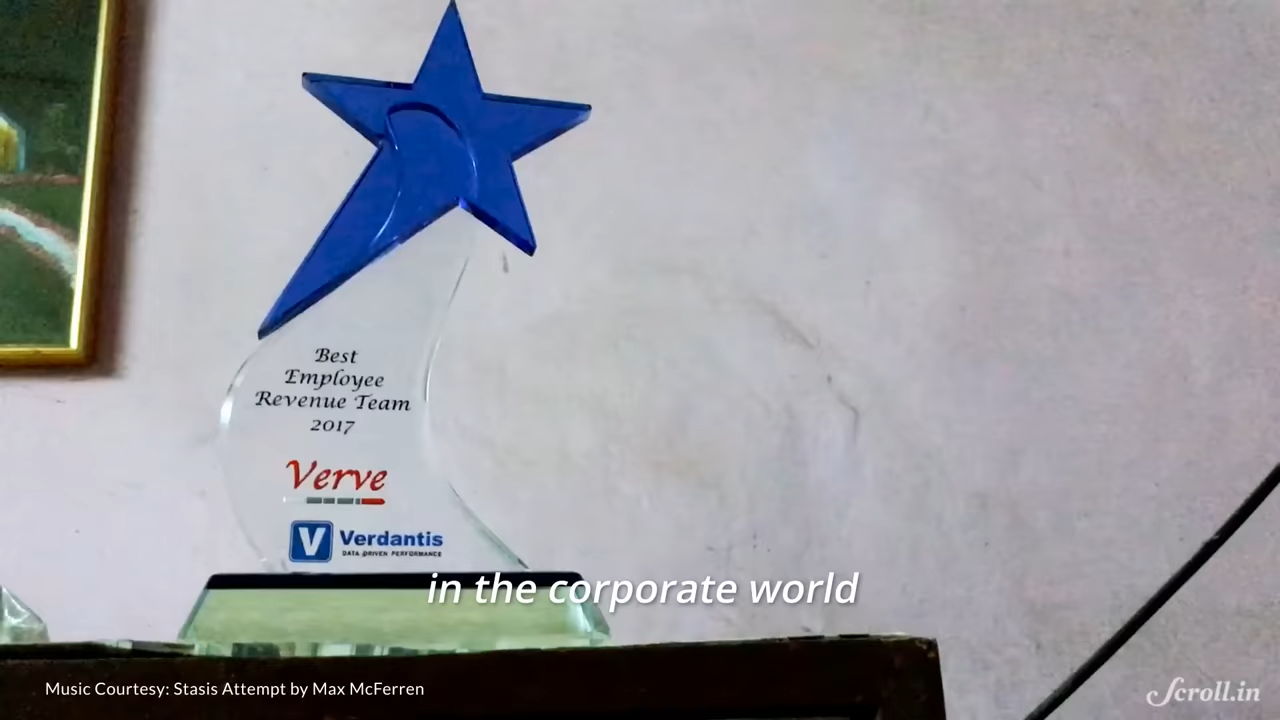 Best
Employee
Revenue Team
2017
Verve
V Verdantis
DATA DRIVEN PERFORMANCE
in the corporate world
Music Courtesy: Stasis Attempt by Max McFerren
Scroll.in